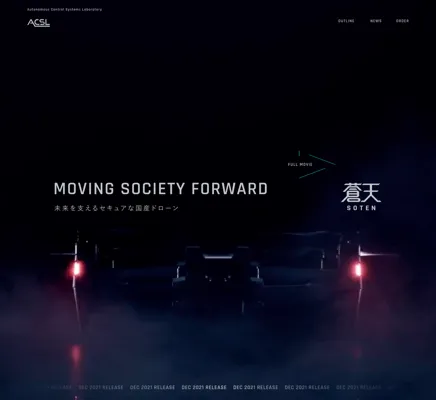 Autonomous Control Systems Laboratory
ACSL
OUTLINE NEWS ORDER
FULL MOVIE
MOVING SOCIETY FORWARD
未来を支えるセキュアな国産ドローン
蒼天
SOTEN
RELEASE DEC 2021 RELEASE DEC 2021 RELEASE DEC 2021 RELEASE DEC 2021 RELEASE DEC 2021 RELEASE DEC 2021 RELEASE